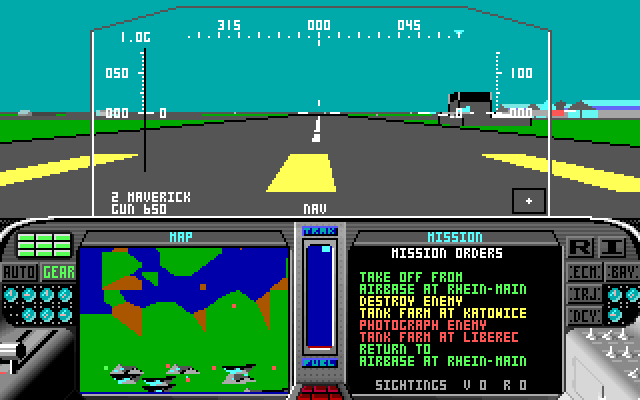 315 000 045
1.0G
050 100
000 0 0 000
2 MAVERICK
GUN 650
NAV
TRAK
MAP
MISSION
MISSION ORDERS
AUTO GEAR
R I
ECM: :BAY
IRJ:
DCY:
TAKE OFF FROM
AIRBASE AT RHEIN-MAIN
DESTROY ENEMY
TANK FARM AT KATOWICE
PHOTOGRAPH ENEMY
TANK FARM AT LIBEREC
RETURN TO
AIRBASE AT RHEIN-MAIN
FUEL
SIGHTINGS V O R O